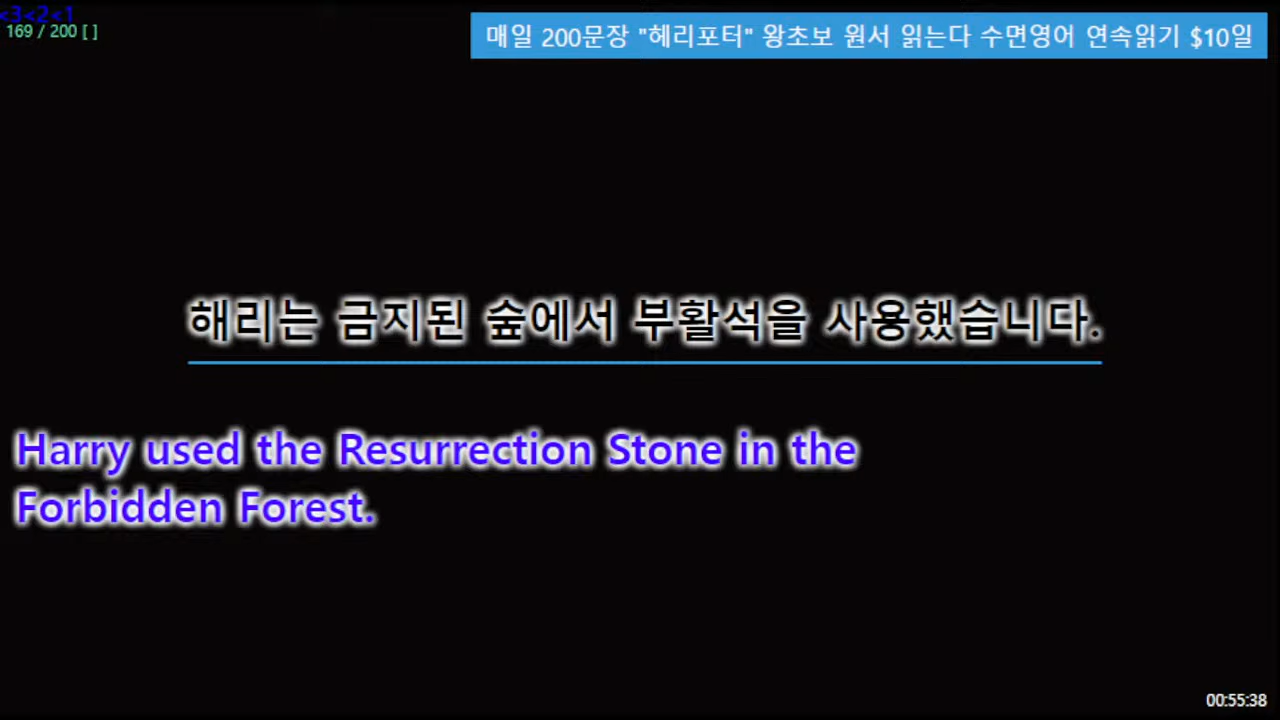 <3<2<1
169 / 200 [ ]
매일 200문장 "헤리포터" 왕초보 원서 읽는다 수면영어 연속읽기 $10일
해리는 금지된 숲에서 부활석을 사용했습니다.
Harry used the Resurrection Stone in the
Forbidden Forest.
00:55:38